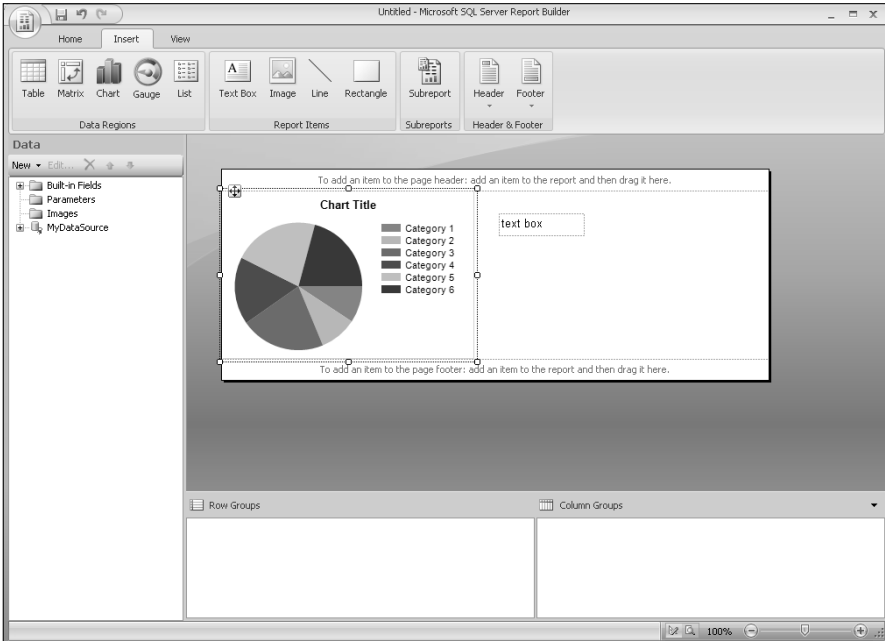 Untitled - Microsoft SQL Server Report Builder
Home Insert View
Table Matrix Chart Gauge List Text Box Image Line Rectangle Subreport Header Footer
Data Regions Report Items Subreports Header & Footer
Data
New Edit...
Built-in Fields
Parameters
Images
MyDataSource
To add an item to the page header: add an item to the report and then drag it here.
Chart Title
Category 1
Category 2
Category 3
Category 4
Category 5
Category 6
text box
To add an item to the page footer: add an item to the report and then drag it here.
Row Groups Column Groups
100%